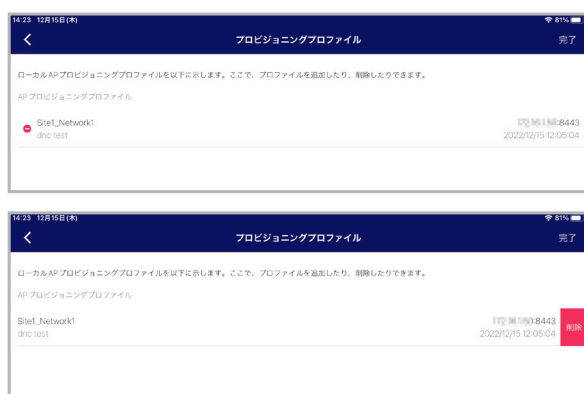 14:23 12月15日(木) 81%
プロビジョニングプロファイル 完了
ローカルAPプロビジョニングプロファイルを以下に示します。ここで、プロファイルを追加したり、削除したりできます。
APプロビジョニングプロファイル
Site1_Network1 :8443
dnc test 2022/12/15 12:05:04
14:23 12月15日(木) 81%
プロビジョニングプロファイル 完了
ローカルAPプロビジョニングプロファイルを以下に示します。ここで、プロファイルを追加したり、削除したりできます。
APプロビジョニングプロファイル
Site1_Network1 :8443 削除
dnc test 2022/12/15 12:05:04